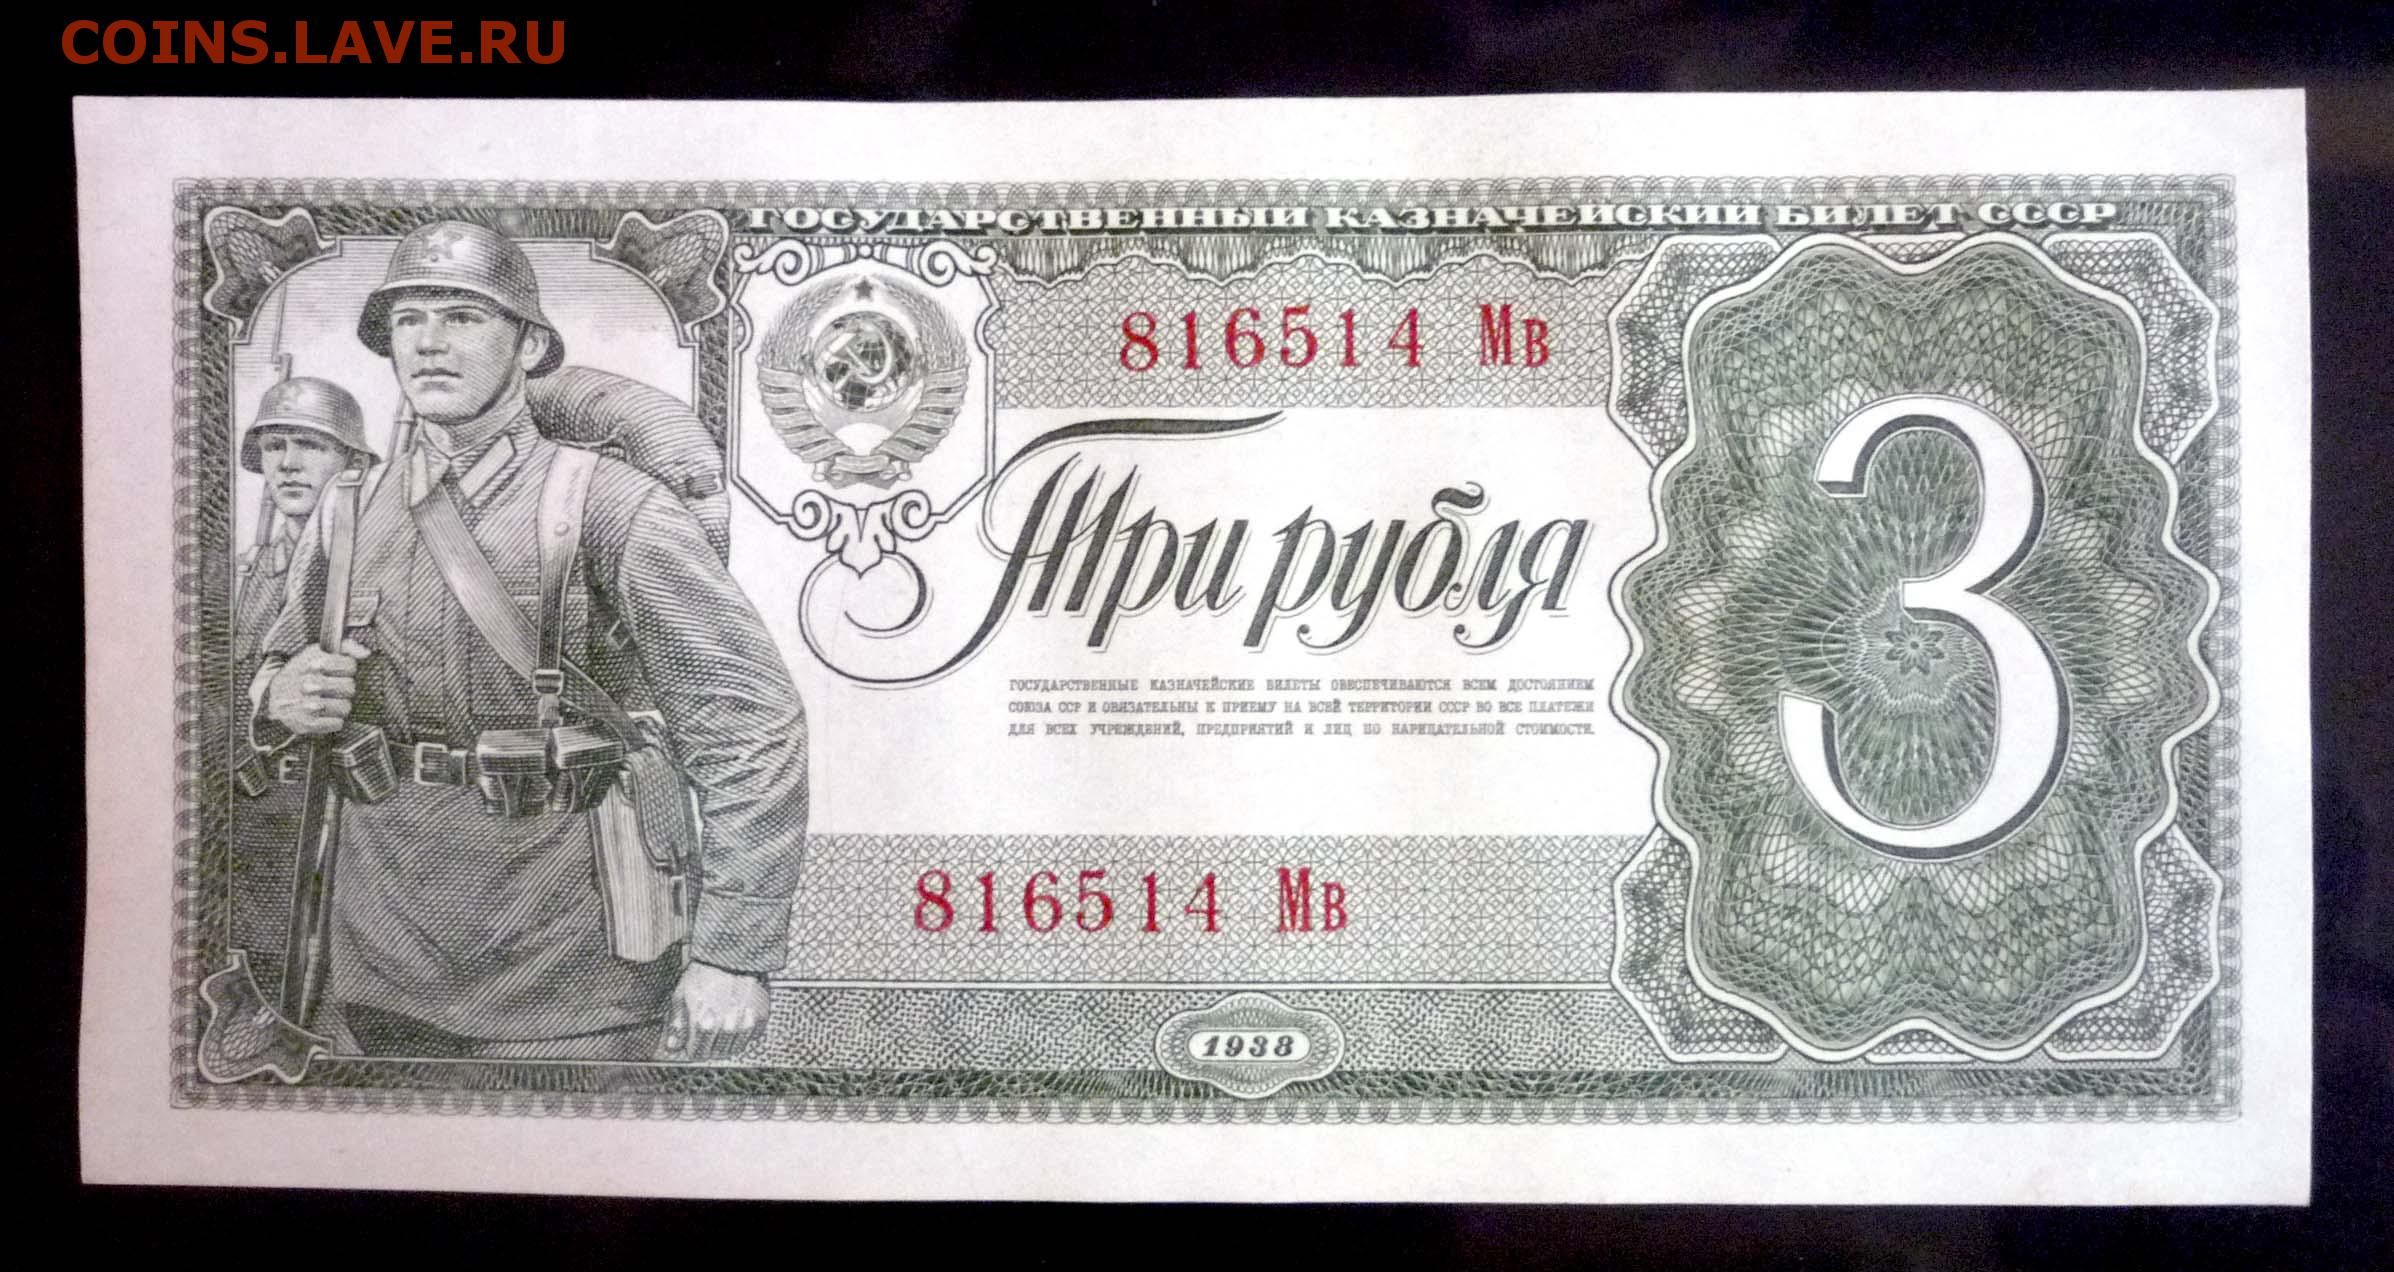 COINS.LAVE.RU
ГОСУДАРСТВЕННЫЙ КАЗНАЧЕЙСКИЙ БИЛЕТ СССР
816514 Мв
Три рубля
3
ГОСУДАРСТВЕННЫЕ КАЗНАЧЕЙСКИЕ БИЛЕТЫ ОБЕСПЕЧИВАЮТСЯ ВСЕМ ДОСТОЯНИЕМ
СОЮЗА ССР И ОБЯЗАТЕЛЬНЫ К ПРИЕМУ НА ВСЕЙ ТЕРРИТОРИИ СССР ВО ВСЕ ПЛАТЕЖИ
ДЛЯ ВСЕХ УЧРЕЖДЕНИЙ, ПРЕДПРИЯТИЙ И ЛИЦ ПО НАРИЦАТЕЛЬНОЙ СТОИМОСТИ.
816514 Мв
1938